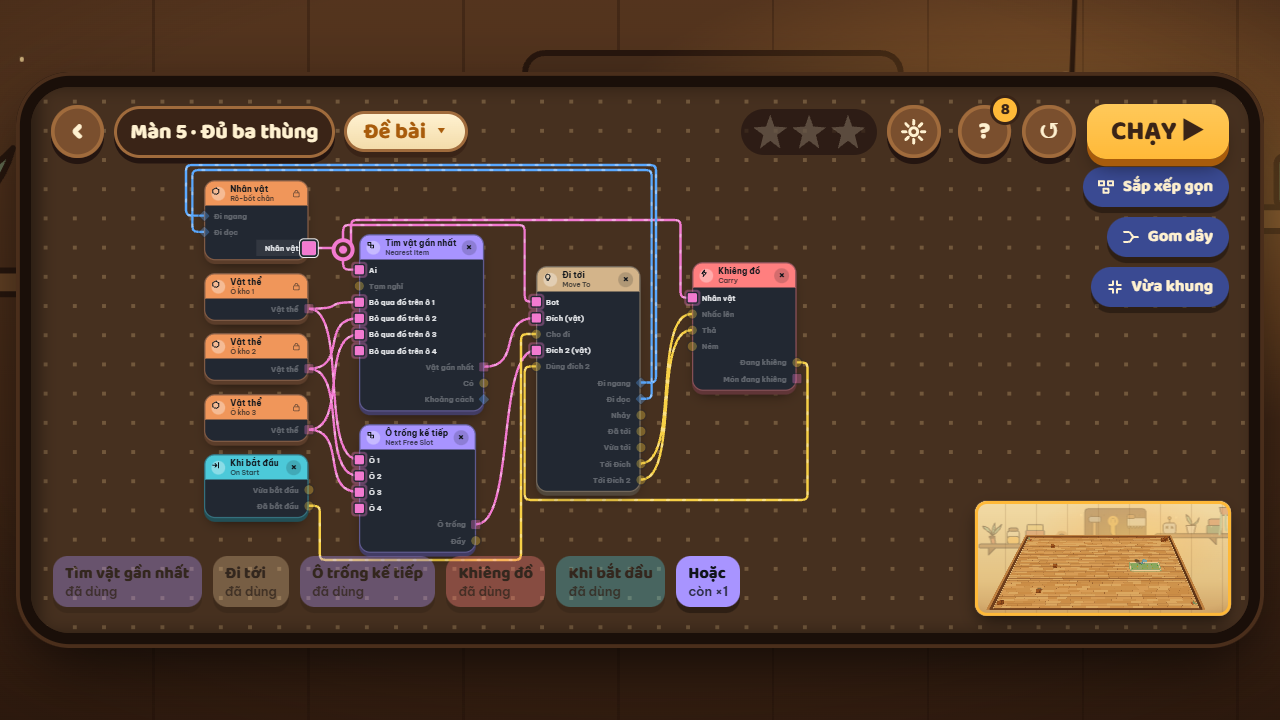 Màn 5 • Đủ ba thùng
Đề bài
8
?
CHẠY
Sắp xếp gọn
Gom dây
Vừa khung
Nhân vật
Rô-bốt chân
Đi ngang
Đi dọc
Nhân vật
Vật thể
Ô kho 1
Vật thể
Vật thể
Ô kho 2
Vật thể
Vật thể
Ô kho 3
Vật thể
Khi bắt đầu
On Start
Vừa bắt đầu
Đã bắt đầu
Tìm vật gần nhất
Nearest Item
Ai
Tạm nghỉ
Bỏ qua đồ trên ô 1
Bỏ qua đồ trên ô 2
Bỏ qua đồ trên ô 3
Bỏ qua đồ trên ô 4
Vật gần nhất
Có
Khoảng cách
Ô trống kế tiếp
Next Free Slot
Ô 1
Ô 2
Ô 3
Ô 4
Ô trống
Đầy
Đi tới
Move To
Bot
Đích (vật)
Cho đi
Đích 2 (vật)
Dùng đích 2
Đi ngang
Đi dọc
Nhảy
Đã tới
Vừa tới
Tới Đích
Tới Đích 2
Khiêng đồ
Carry
Nhân vật
Nhấc lên
Thả
Ném
Đang khiêng
Món đang khiêng
Tìm vật gần nhất
đã dùng
Đi tới
đã dùng
Ô trống kế tiếp
đã dùng
Khiêng đồ
đã dùng
Khi bắt đầu
đã dùng
Hoặc
còn ×1